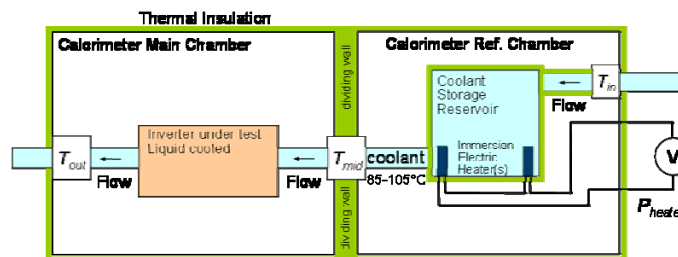 Thermal Insulation
Calorimeter Main Chamber
dividing wall
Calorimeter Ref. Chamber
Coolant
Storage
Reservoir
Flow
T_in
Inverter under test
Liquid cooled
T_out
Flow
Flow
T_mid
coolant
85–105°C
Immersion
Electric
Heater(s)
V
P_heate
dividing wall